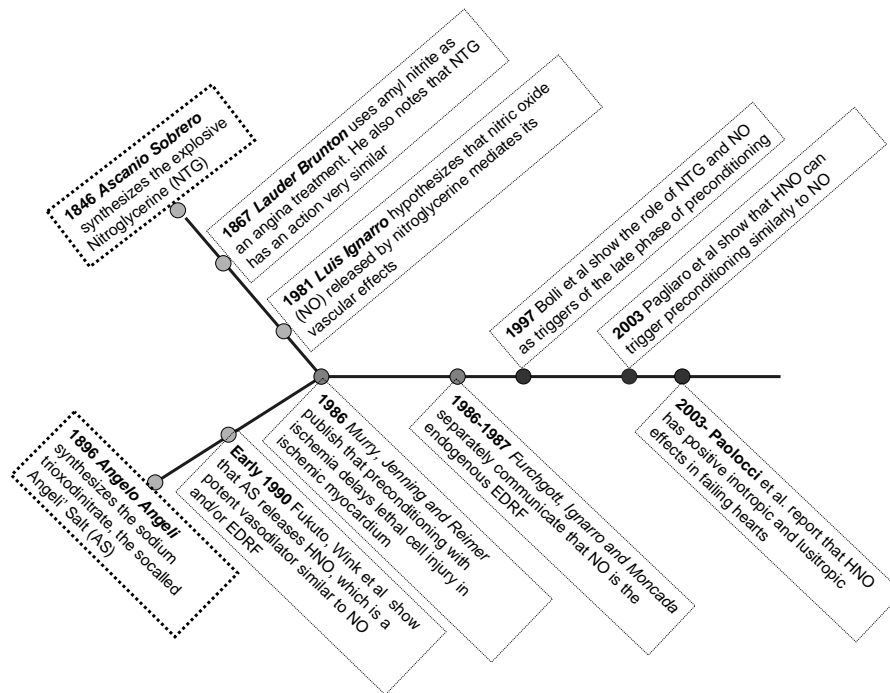 1846 Ascanio Sobrero
synthesizes the explosive
Nitroglycerine (NTG)
1867 Lauder Brunton uses amyl nitrite as
an angina treatment. He also notes that NTG
has an action very similar
1981 Luis Ignarro hypothesizes that nitric oxide
(NO) released by nitroglycerine mediates its
vascular effects
1997 Bolli et al show the role of NTG and NO
as triggers of the late phase of preconditioning
2003 Pagliaro et al show that HNO can
trigger preconditioning similarly to NO
1896 Angelo Angeli
synthesizes the sodium
trioxodinitrate, the socalled
Angeli' Salt (AS)
Early 1990 Fukuto, Wink et al show
that AS releases HNO, which is a
potent vasodilator similar to NO
and/or EDRF
1986 Murry, Jenning and Reimer
publish that preconditioning with
ischemia delays lethal cell injury in
ischemic myocardium
1986-1987 Furchgott, Ignarro and Moncada
separately communicate that NO is the
endogenous EDRF
2003- Paolocci et al. report that HNO
has positive inotropic and lusitropic
effects in failing hearts